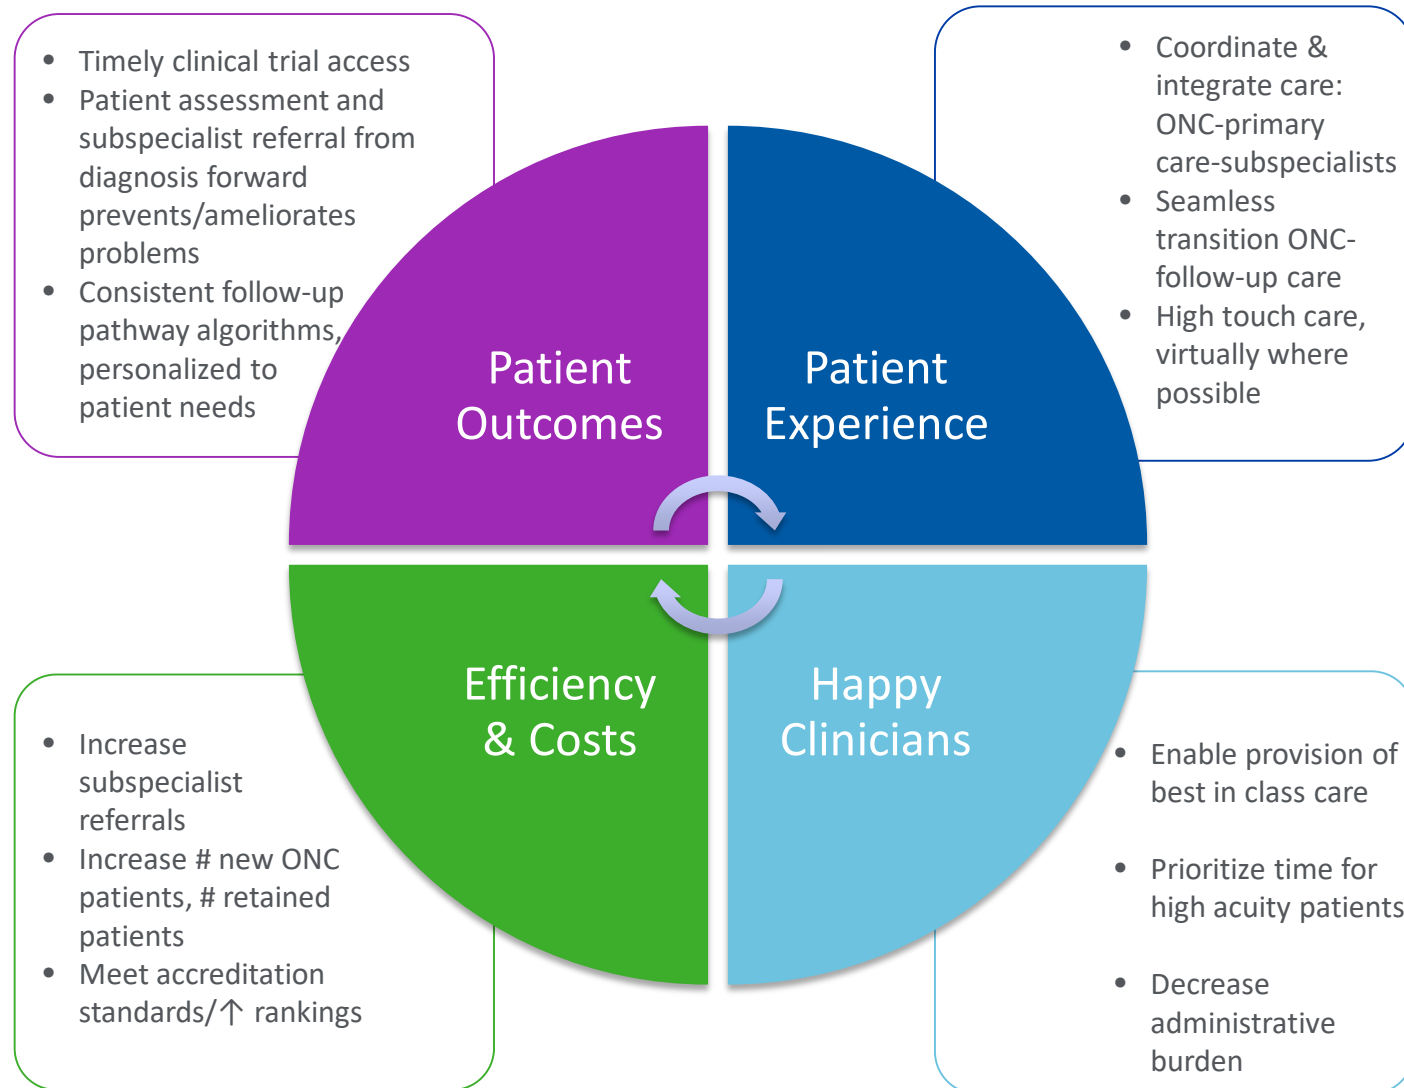 • Timely clinical trial access
• Patient assessment and
subspecialist referral from
diagnosis forward
prevents/ameliorates
problems
• Consistent follow-up
pathway algorithms,
personalized to
patient needs
• Coordinate &
integrate care:
ONC-primary
care-subspecialists
• Seamless
transition ONC-
follow-up care
• High touch care,
virtually where
possible
Patient
Outcomes
Patient
Experience
Efficiency
& Costs
Happy
Clinicians
• Increase
subspecialist
referrals
• Increase # new ONC
patients, # retained
patients
• Meet accreditation
standards/↑ rankings
• Enable provision of
best in class care
• Prioritize time for
high acuity patients
• Decrease
administrative
burden